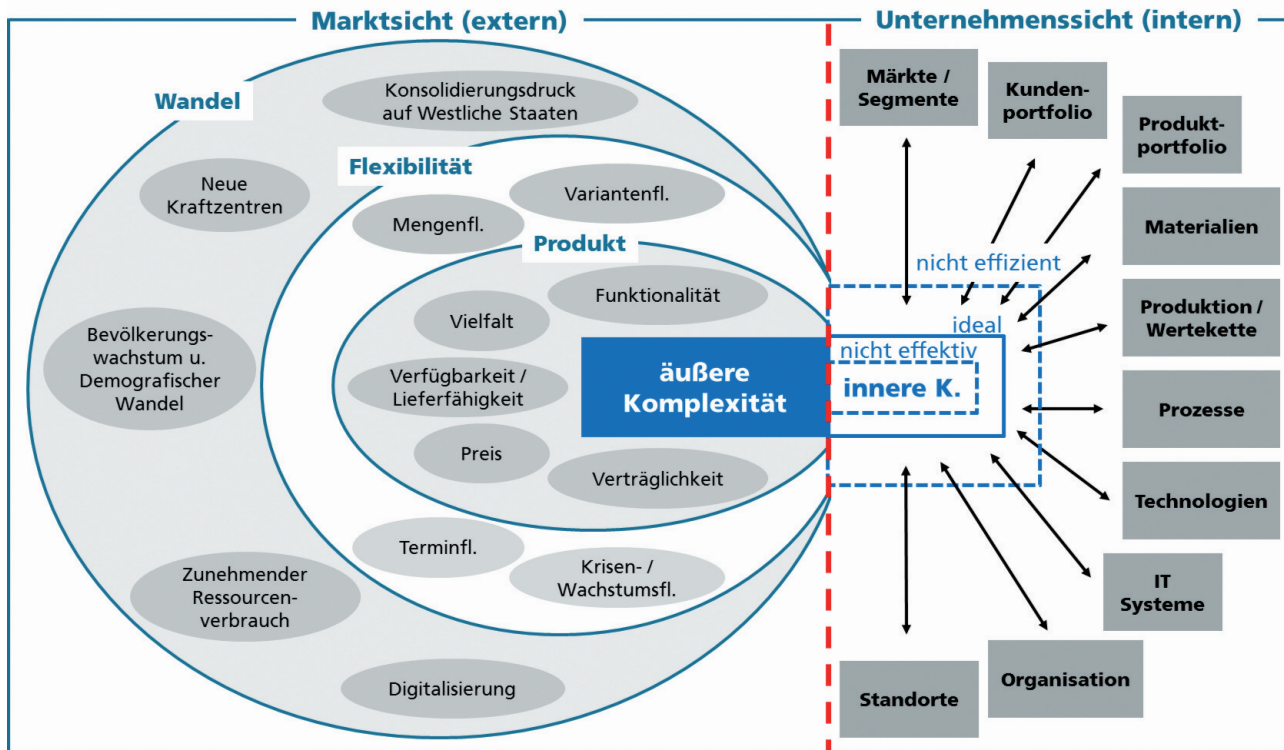 Marktsicht (extern)
Unternehmenssicht (intern)
Wandel
Konsolidierungsdruck
auf Westliche Staaten
Neue
Kraftzentren
Bevölkerungs-
wachstum u.
Demografischer
Wandel
Zunehmender
Ressourcen-
verbrauch
Digitalisierung
Flexibilität
Variantenfl.
Mengenfl.
Terminfl.
Krisen- /
Wachstumsfl.
Produkt
Funktionalität
Vielfalt
Verfügbarkeit /
Lieferfähigkeit
Preis
Verträglichkeit
äußere
Komplexität
nicht effizient
ideal
nicht effektiv
innere K.
Märkte /
Segmente
Kunden-
portfolio
Produkt-
portfolio
Materialien
Produktion /
Wertekette
Prozesse
Technologien
IT
Systeme
Organisation
Standorte